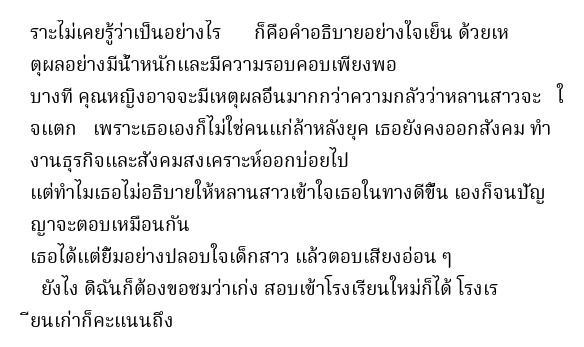 ราะไม่เคยรู้ว่าเป็นอย่างไร      ก็คือคำอธิบายอย่างใจเย็น ด้วยเห
ตุผลอย่างมีน้ำหนักและมีความรอบคอบเพียงพอ
บางที คุณหญิงอาจจะมีเหตุผลอื่นมากกว่าความกลัวว่าหลานสาวจะ   ใ
จแตก   เพราะเธอเองก็ไม่ใช่คนแก่ล้าหลังยุค เธอยังคงออกสังคม ทำ
งานธุรกิจและสังคมสงเคราะห์ออกบ่อยไป
แต่ทำไมเธอไม่อธิบายให้หลานสาวเข้าใจเธอในทางดีขึ้น เองก็จนปัญ
ญาจะตอบเหมือนกัน
เธอได้แต่ยิ้มอย่างปลอบใจเด็กสาว แล้วตอบเสียงอ่อน ๆ
ยังไง ดิฉันก็ต้องขอชมว่าเก่ง สอบเข้าโรงเรียนใหม่ก็ได้ โรงเร
ียนเก่าก็คะแนนถึง